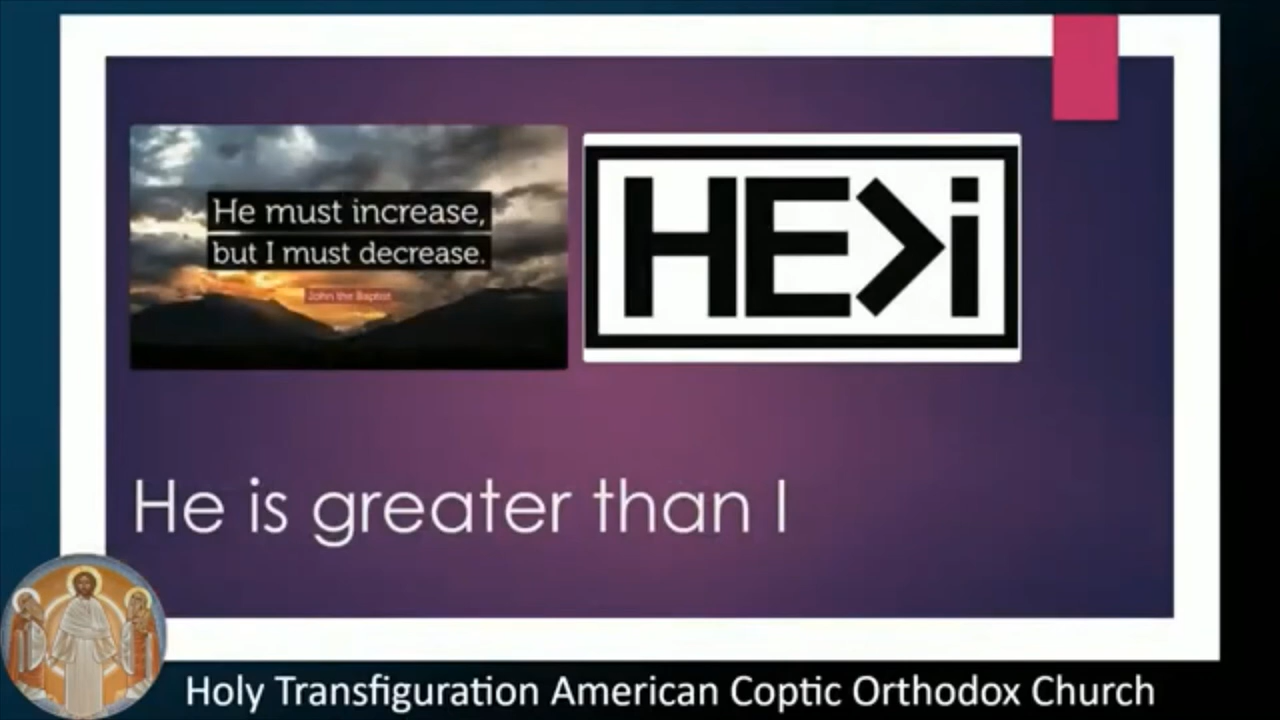 He must increase,
but I must decrease.
John the Baptist
HE>i
He is greater than I
Holy Transfiguration American Coptic Orthodox Church